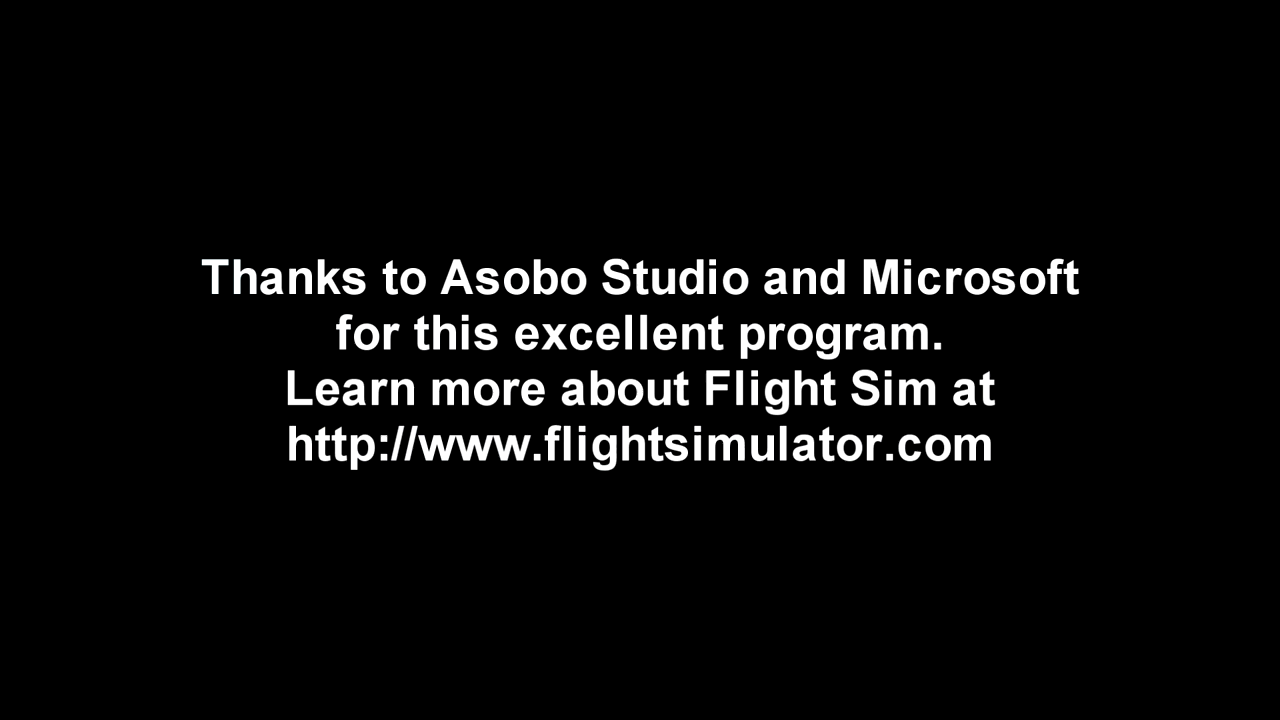 Thanks to Asobo Studio and Microsoft
for this excellent program.
Learn more about Flight Sim at
http://www.flightsimulator.com